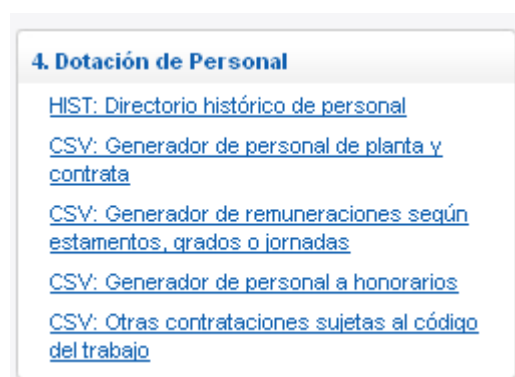 4. Dotación de Personal
HIST: Directorio histórico de personal
CSV: Generador de personal de planta y
contrata
CSV: Generador de remuneraciones según
estamentos, grados o jornadas
CSV: Generador de personal a honorarios
CSV: Otras contrataciones sujetas al código
del trabajo